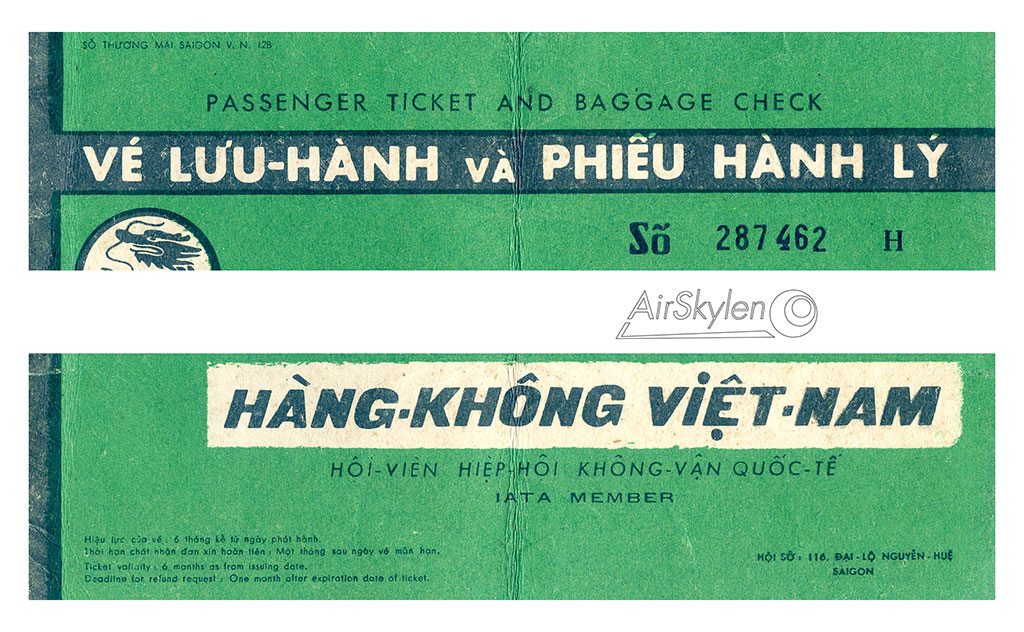 SỞ THƯƠNG MẠI SAIGON V. N. 12B
PASSENGER TICKET AND BAGGAGE CHECK
VÉ LƯU-HÀNH VÀ PHIẾU HÀNH LÝ
Số 287462 H
AirSkylen
HÀNG-KHÔNG VIỆT-NAM
HỘI-VIÊN HIỆP-HỘI KHÔNG-VẬN QUỐC-TẾ
IATA MEMBER
Hiệu lực của vé : 6 tháng kể từ ngày phát hành.
Thời hạn chót nhận đơn xin hoàn tiền : Một tháng sau ngày vé mãn hạn.
Ticket validity : 6 months as from issuing date.
Deadline for refund request : One month after expiration date of ticket.
HỘI SỞ : 116, ĐẠI-LỘ NGUYỄN-HUỆ
SAIGON